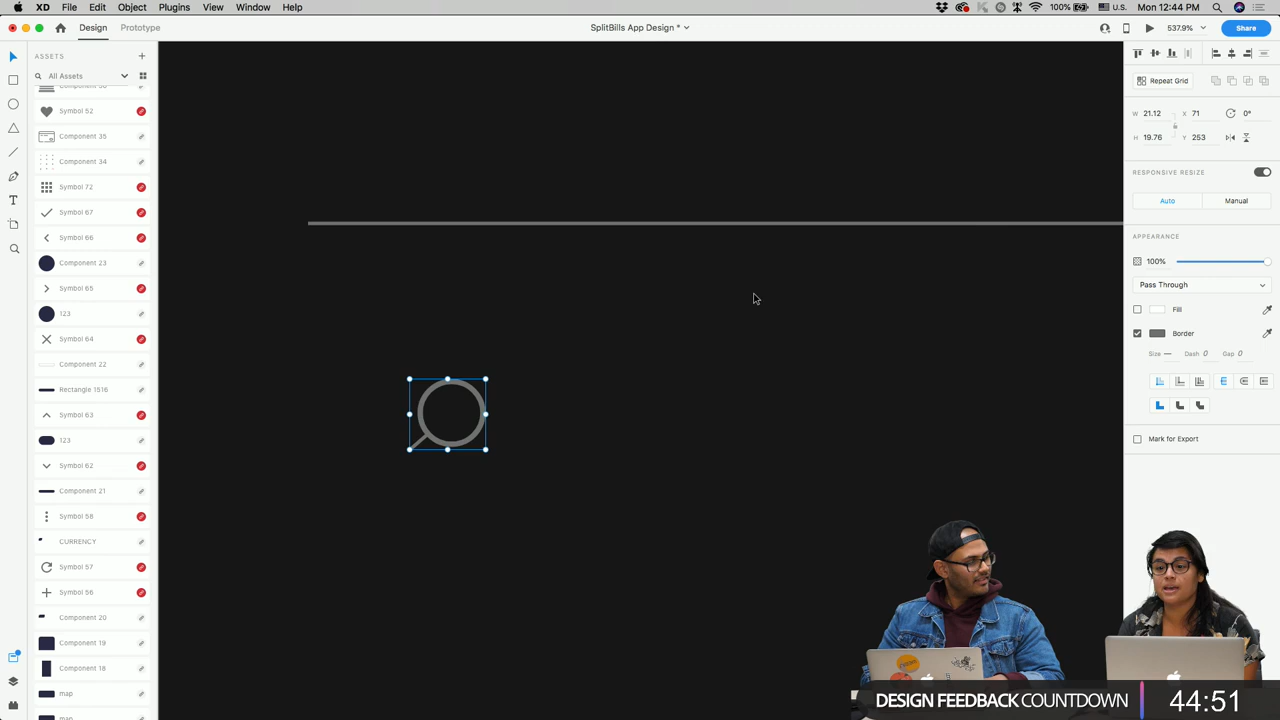 XD File Edit Object Plugins View Window Help 100% U.S. Mon 12:44 PM
Design Prototype SplitBills App Design * 537.9% Share
ASSETS
All Assets
Symbol 52
Component 35
Component 34
Symbol 72
Symbol 67
Symbol 66
Component 23
Symbol 65
123
Symbol 64
Component 22
Rectangle 1516
Symbol 63
123
Symbol 62
Component 21
Symbol 58
CURRENCY
Symbol 57
Symbol 56
Component 20
Component 19
Component 18
map
Repeat Grid
W 21.12 X 71 0°
H 19.76 Y 253
RESPONSIVE RESIZE
Auto Manual
APPEARANCE
100%
Pass Through
Fill
Border
Size — Dash 0 Gap 0
Mark for Export
DESIGN FEEDBACK COUNTDOWN 44:51